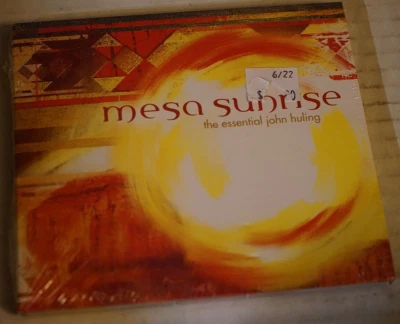 6/22
$
mesa sunrise
the essential john huling